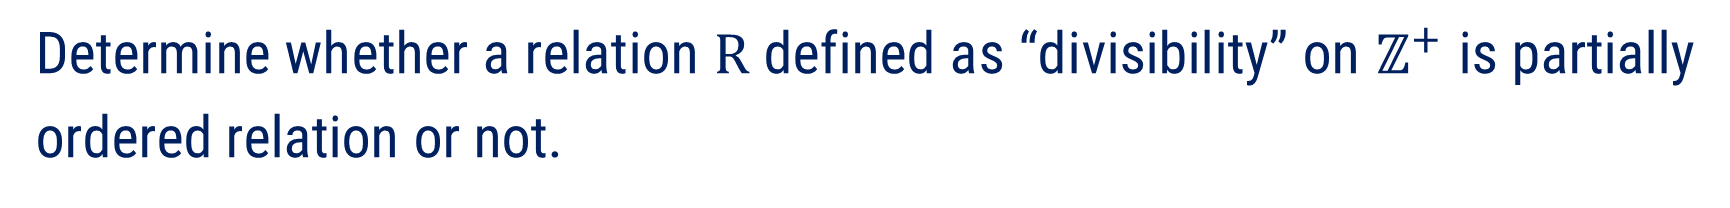 Determine whether a relation R defined as “divisibility” on ℤ⁺ is partially
ordered relation or not.